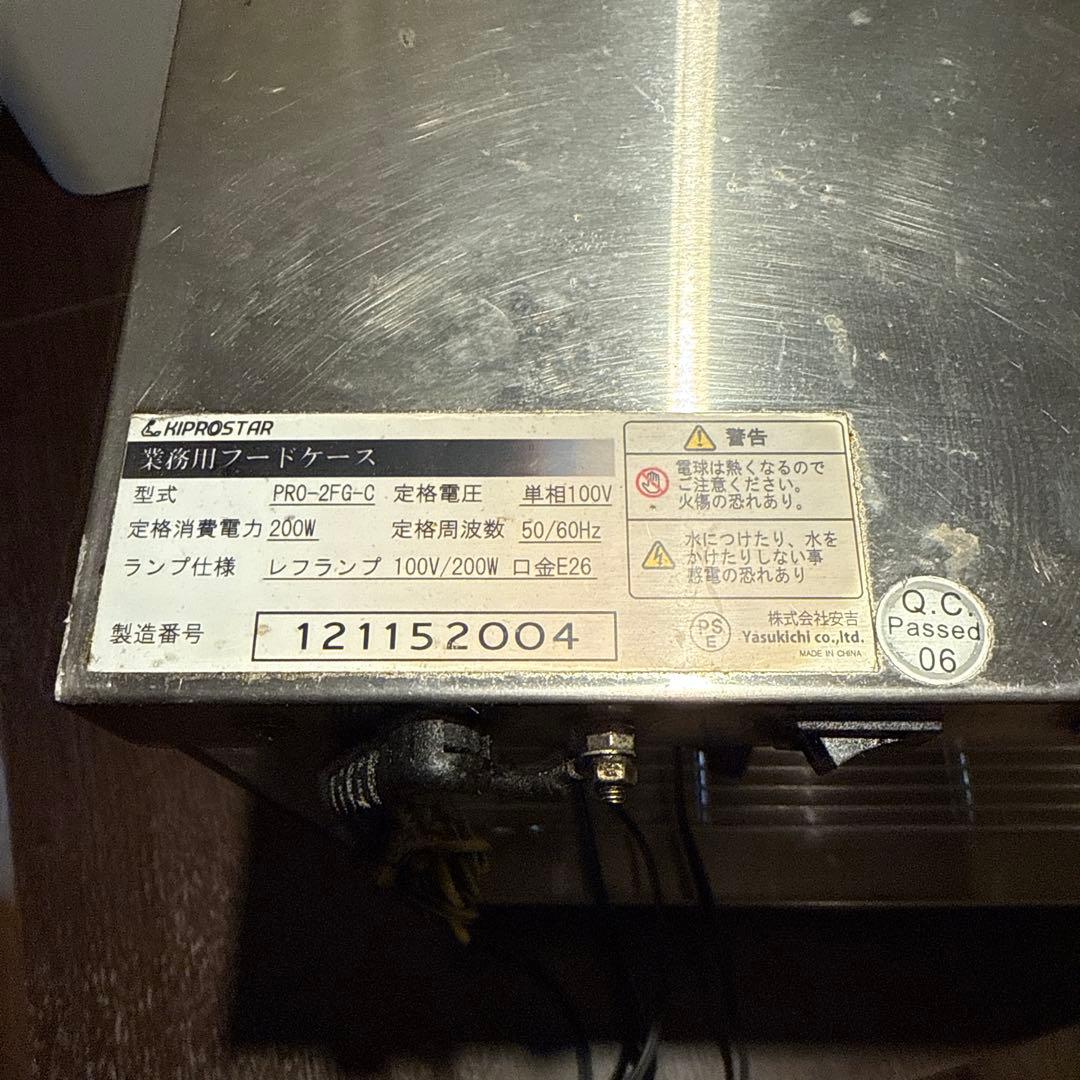 KIPROSTAR
業務用フードケース
型式 PRO-2FG-C 定格電圧 単相100V
定格消費電力 200W 定格周波数 50/60Hz
ランプ仕様 レフランプ 100V/200W 口金E26
製造番号 121152004
警告
電球は熱くなるので
ご注意ください。
火傷の恐れあり。
水につけたり、水を
かけたりしない事
感電の恐れあり
PS
E
株式会社安吉
Yasukichi co.,ltd.
MADE IN CHINA
Q.C.
Passed
06